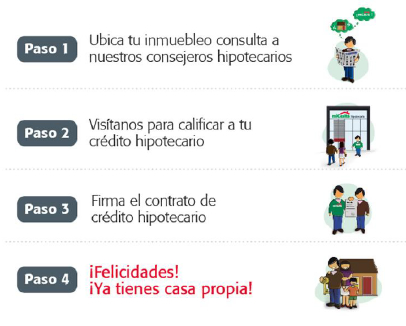 Paso 1
Ubica tu inmuebleo consulta a
nuestros consejeros hipotecarios
Paso 2
Visítanos para calificar a tu
crédito hipotecario
Paso 3
Firma el contrato de
crédito hipotecario
Paso 4
¡Felicidades!
¡Ya tienes casa propia!